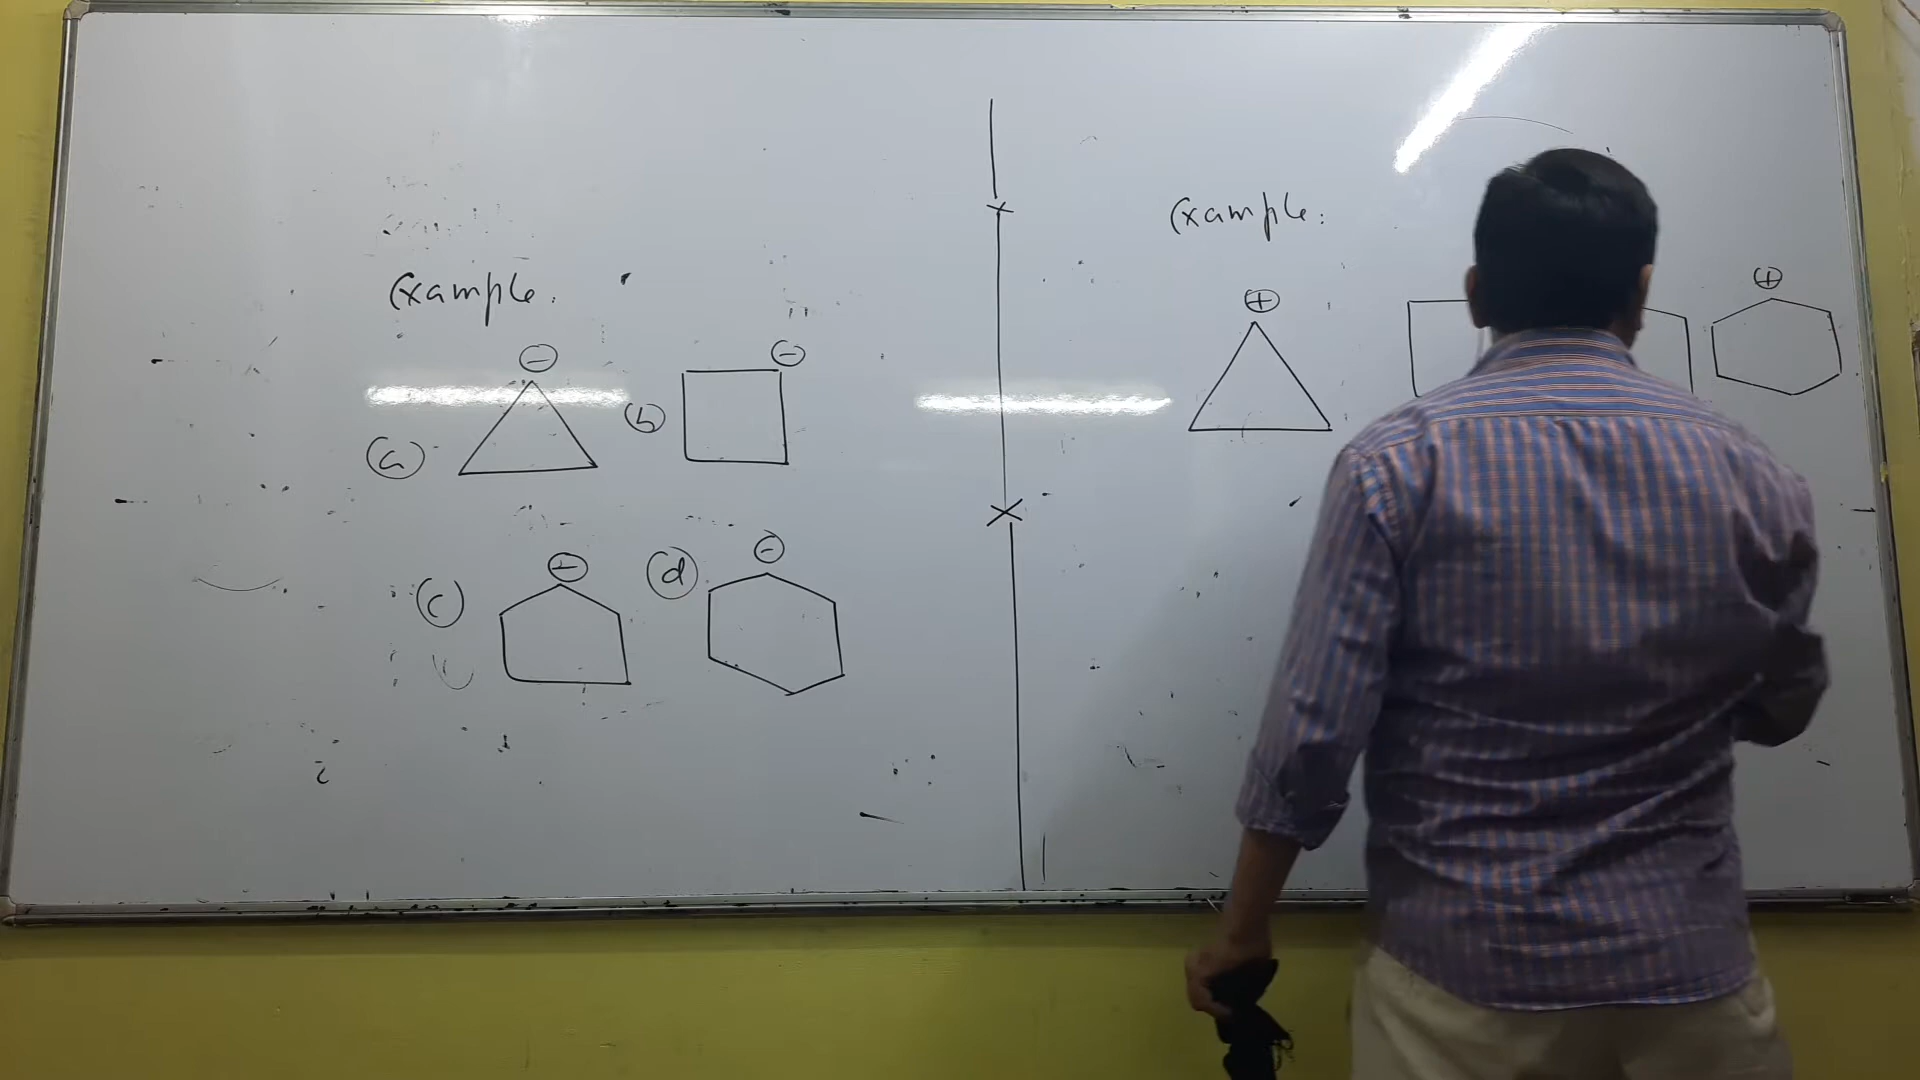 Example.
⊖
(a)
(b) ⊖
(c) ⊖
(d) ⊖
Example:
⊕
⊕